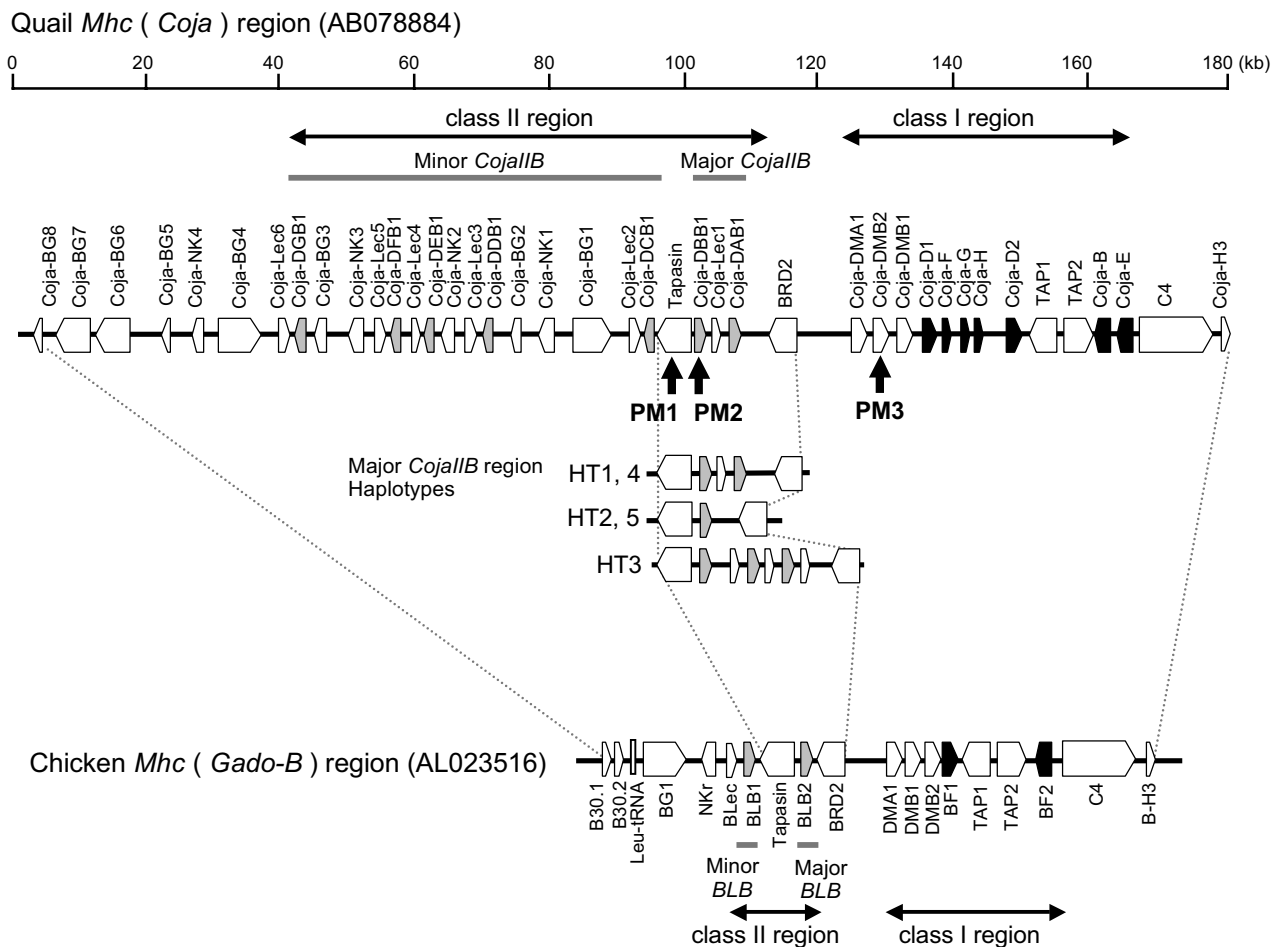 Quail Mhc ( Coja ) region (AB078884)
0 20 40 60 80 100 120 140 160 180 (kb)
class II region
class I region
Minor CojaIIB
Major CojaIIB
Coja-BG8
Coja-BG7
Coja-BG6
Coja-BG5
Coja-NK4
Coja-BG4
Coja-Lec6
Coja-DGB1
Coja-BG3
Coja-NK3
Coja-Lec5
Coja-DFB1
Coja-Lec4
Coja-DEB1
Coja-NK2
Coja-Lec3
Coja-DDB1
Coja-BG2
Coja-NK1
Coja-BG1
Coja-Lec2
Coja-DCB1
Tapasin
Coja-DBB1
Coja-Lec1
Coja-DAB1
BRD2
Coja-DMA1
Coja-DMB2
Coja-DMB1
Coja-D1
Coja-F
Coja-G
Coja-H
Coja-D2
TAP1
TAP2
Coja-B
Coja-E
C4
Coja-H3
PM1
PM2
PM3
Major CojaIIB region
Haplotypes
HT1, 4
HT2, 5
HT3
Chicken Mhc ( Gado-B ) region (AL023516)
B30.1
B30.2
Leu-tRNA
BG1
NKr
BLec
BLB1
Tapasin
BLB2
BRD2
DMA1
DMB1
DMB2
BF1
TAP1
TAP2
BF2
C4
B-H3
Minor
BLB
Major
BLB
class II region
class I region